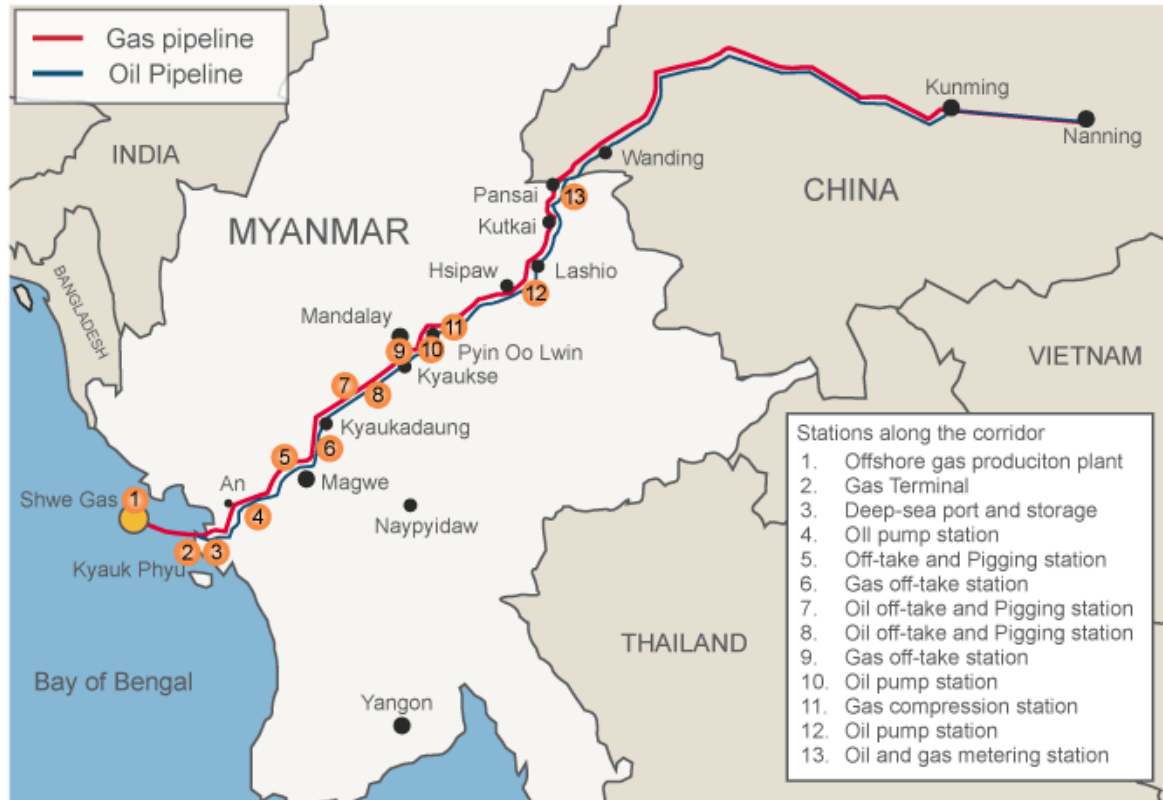 Gas pipeline
Oil Pipeline
Kunming
Nanning
INDIA
Wanding
CHINA
Pansai
13
MYANMAR
Kutkai
BANGLADESH
Hsipaw
Lashio
12
Mandalay
11
9
10
Pyin Oo Lwin
VIETNAM
Kyaukse
7
8
Kyaukadaung
6
5
An
Magwe
Shwe Gas
1
4
Naypyidaw
2
3
Kyauk Phyu
THAILAND
Bay of Bengal
Yangon
Stations along the corridor
1. Offshore gas produciton plant
2. Gas Terminal
3. Deep-sea port and storage
4. OIl pump station
5. Off-take and Pigging station
6. Gas off-take station
7. Oil off-take and Pigging station
8. Oil off-take and Pigging station
9. Gas off-take station
10. Oil pump station
11. Gas compression station
12. Oil pump station
13. Oil and gas metering station